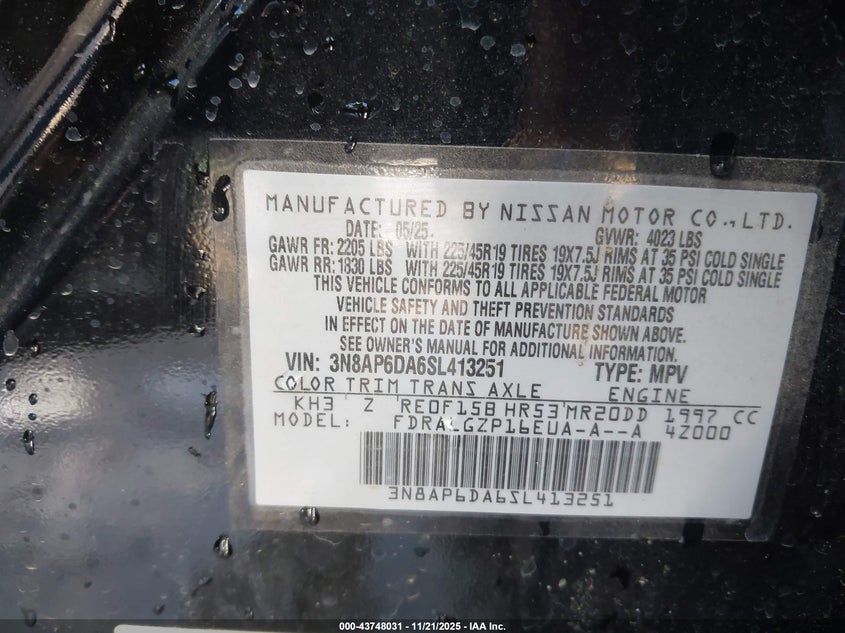 MANUFACTURED BY NISSAN MOTOR CO.,LTD.
DATE: 05/25 GVWR: 4023 LBS
GAWR FR: 2205 LBS WITH 225/45R19 TIRES 19X7.5J RIMS AT 35 PSI COLD SINGLE
GAWR RR: 1830 LBS WITH 225/45R19 TIRES 19X7.5J RIMS AT 35 PSI COLD SINGLE
THIS VEHICLE CONFORMS TO ALL APPLICABLE FEDERAL MOTOR
VEHICLE SAFETY AND THEFT PREVENTION STANDARDS
IN EFFECT ON THE DATE OF MANUFACTURE SHOWN ABOVE.
SEE OWNER'S MANUAL FOR ADDITIONAL INFORMATION.
VIN: 3N8AP6DA6SL413251 TYPE: MPV
COLOR TRIM TRANS AXLE ENGINE
KH3 Z RE0F15B HR53 MR20DD 1997 CC
MODEL: 4Z000
3N8AP6DA6SL413251
000-43748031 - 11/21/2025 - IAA Inc.